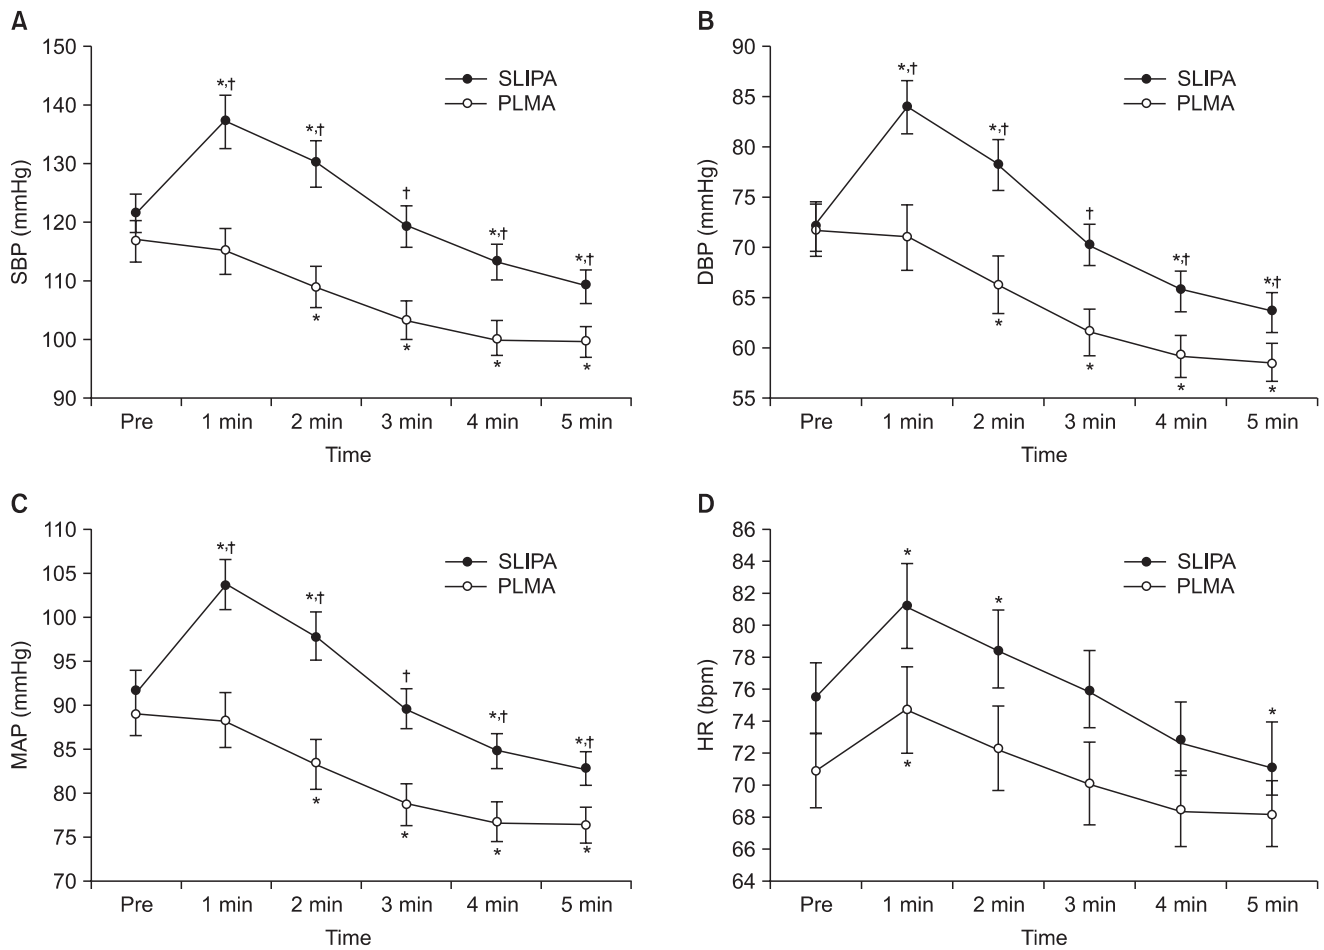 A
150
140
130
120
110
100
90
SBP (mmHg)
SLIPA
PLMA
*,†
*,†
†
*,†
*,†
*
*
*
*
Pre 1 min 2 min 3 min 4 min 5 min
Time
B
90
85
80
75
70
65
60
55
DBP (mmHg)
SLIPA
PLMA
*,†
*,†
†
*,†
*,†
*
*
*
*
Pre 1 min 2 min 3 min 4 min 5 min
Time
C
110
105
100
95
90
85
80
75
70
MAP (mmHg)
SLIPA
PLMA
*,†
*,†
†
*,†
*,†
*
*
*
*
Pre 1 min 2 min 3 min 4 min 5 min
Time
D
86
84
82
80
78
76
74
72
70
68
66
64
HR (bpm)
SLIPA
PLMA
*
*
*
*
Pre 1 min 2 min 3 min 4 min 5 min
Time